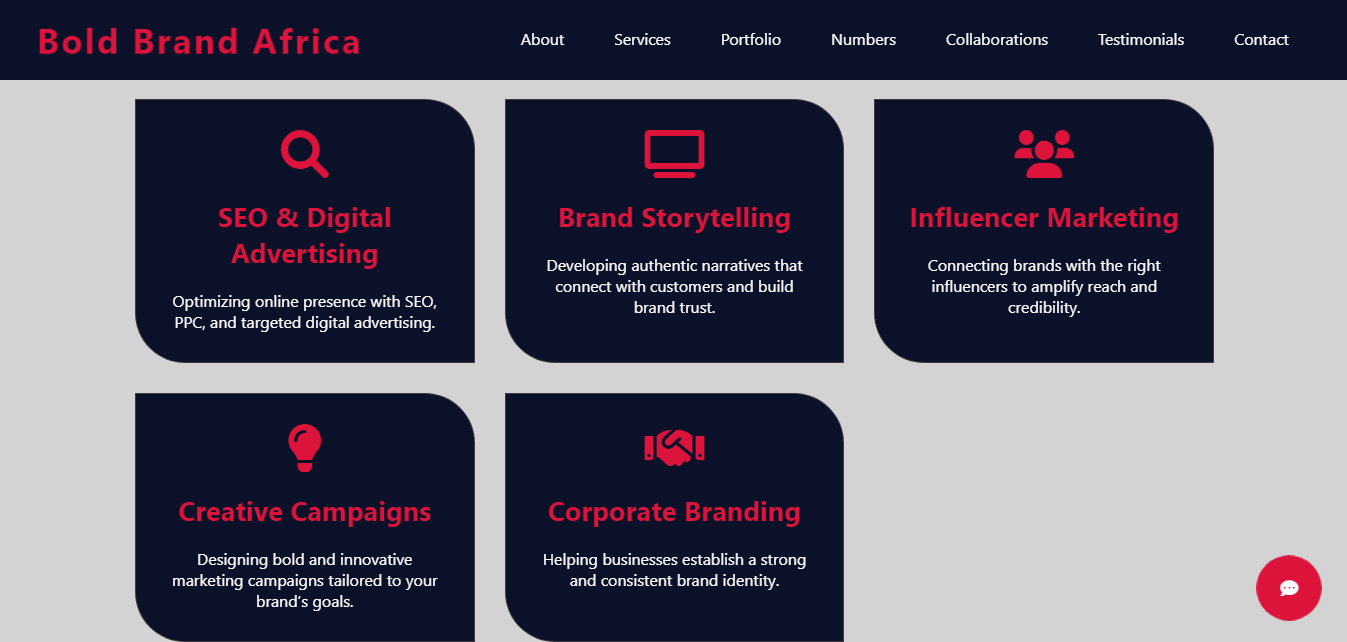 Bold Brand Africa
About Services Portfolio Numbers Collaborations Testimonials Contact
SEO & Digital
Advertising
Optimizing online presence with SEO,
PPC, and targeted digital advertising.
Brand Storytelling
Developing authentic narratives that
connect with customers and build
brand trust.
Influencer Marketing
Connecting brands with the right
influencers to amplify reach and
credibility.
Creative Campaigns
Designing bold and innovative
marketing campaigns tailored to your
brand’s goals.
Corporate Branding
Helping businesses establish a strong
and consistent brand identity.